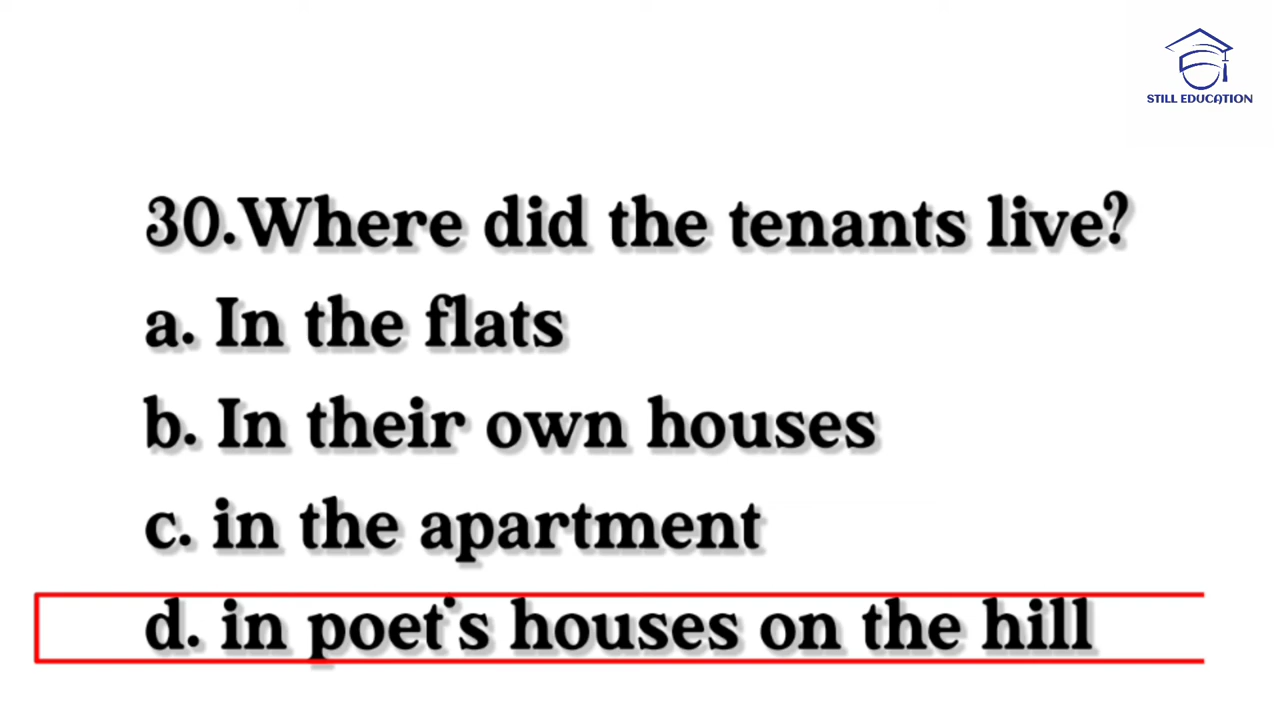 STILL EDUCATION
30.Where did the tenants live?
a. In the flats
b. In their own houses
c. in the apartment
d. in poet's houses on the hill